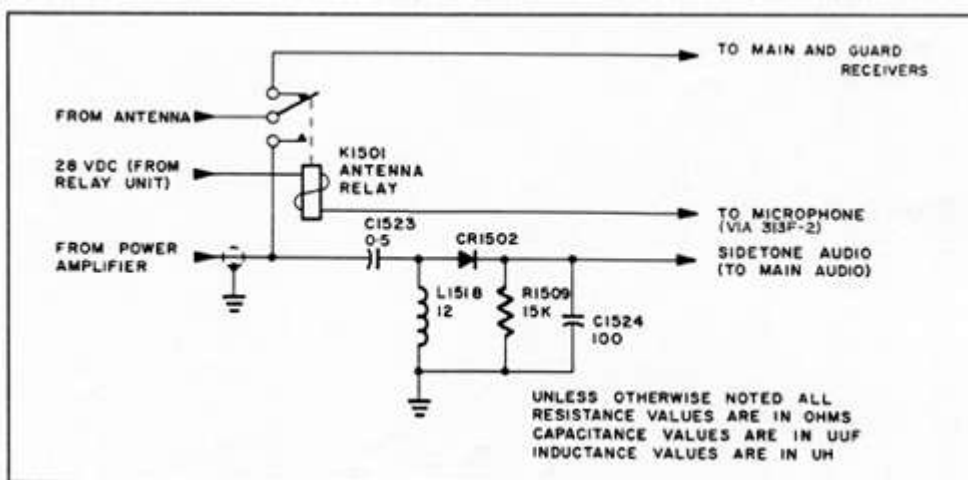 TO MAIN AND GUARD
RECEIVERS
FROM ANTENNA
28 VDC (FROM
RELAY UNIT)
K1501
ANTENNA
RELAY
TO MICROPHONE
(VIA 313F-2)
C1523
0.5
CR1502
FROM POWER
AMPLIFIER
SIDETONE AUDIO
(TO MAIN AUDIO)
L1518
12
R1509
15K
C1524
100
UNLESS OTHERWISE NOTED ALL
RESISTANCE VALUES ARE IN OHMS
CAPACITANCE VALUES ARE IN UUF
INDUCTANCE VALUES ARE IN UH